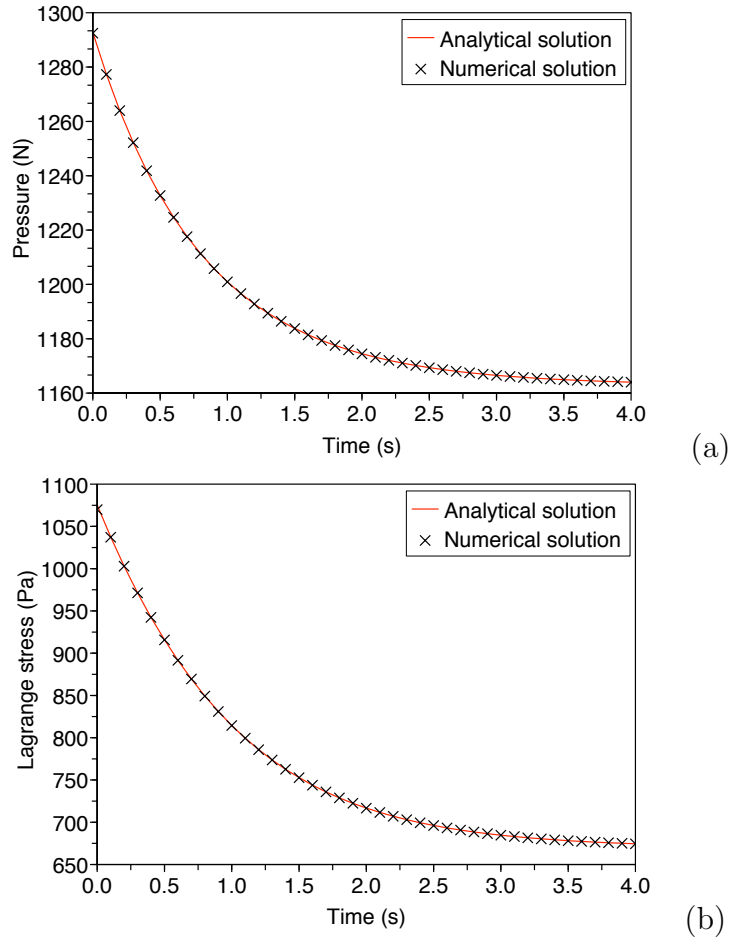 1300
1280
1260
1240
1220
1200
1180
1160
Pressure (N)
Analytical solution
Numerical solution
0.0 0.5 1.0 1.5 2.0 2.5 3.0 3.5 4.0
Time (s)
(a)
1100
1050
1000
950
900
850
800
750
700
650
Lagrange stress (Pa)
Analytical solution
Numerical solution
0.0 0.5 1.0 1.5 2.0 2.5 3.0 3.5 4.0
Time (s)
(b)